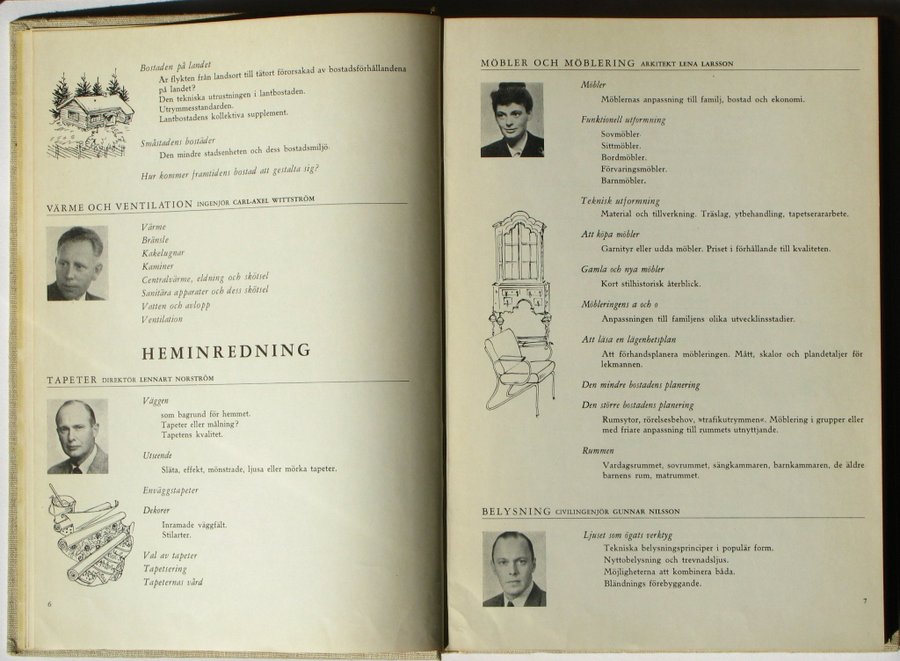 Bostaden på landet
Är flykten från landsort till tätort förorsakad av bostadsförhållandena
på landet?
Den tekniska utrustningen i lantbostaden.
Utrymmesstandarden.
Lantbostadens kollektiva supplement.
Småstadens bostäder
Den mindre stadsenheten och dess bostadsmiljö.
Hur kommer framtidens bostad att gestalta sig?
VÄRME OCH VENTILATION INGENJÖR CARL-AXEL WITTSTRÖM
Värme
Bränsle
Kakelugnar
Kaminer
Centralvärme, eldning och skötsel
Sanitära apparater och dess skötsel
Vatten och avlopp
Ventilation
HEMINREDNING
TAPETER DIREKTÖR LENNART NORSTRÖM
Väggen
som bagrund för hemmet.
Tapeter eller målning?
Tapetens kvalitet.
Utseende
Släta, effekt, mönstrade, ljusa eller mörka tapeter.
Enväggstapeter
Dekorer
Inramade väggfält.
Stilarter.
Val av tapeter
Tapetsering
Tapeternas vård
6
MÖBLER OCH MÖBLERING ARKITEKT LENA LARSSON
Möbler
Möblernas anpassning till familj, bostad och ekonomi.
Funktionell utformning
Sovmöbler.
Sittmöbler.
Bordmöbler.
Förvaringsmöbler.
Barnmöbler.
Teknisk utformning
Material och tillverkning. Träslag, ytbehandling, tapetserararbete.
Att köpa möbler
Garnityr eller udda möbler. Priset i förhållande till kvaliteten.
Gamla och nya möbler
Kort stilhistorisk återblick.
Möbleringens a och o
Anpassningen till familjens olika utvecklinsstadier.
Att läsa en lägenhetsplan
Att förhandsplanera möbleringen. Mått, skalor och plandetaljer för
lekmannen.
Den mindre bostadens planering
Den större bostadens planering
Rumsytor, rörelsesbehov, »trafikutrymmen«. Möblering i grupper eller
med friare anpassning till rummets utnyttjande.
Rummen
Vardagsrummet, sovrummet, sängkammaren, barnkammaren, de äldre
barnens rum, matrummet.
BELYSNING CIVILINGENJÖR GUNNAR NILSSON
Ljuset som ögats verktyg
Tekniska belysningsprinciper i populär form.
Nyttobelysning och trevnadsljus.
Möjligheterna att kombinera båda.
Bländnings förebyggande.
7